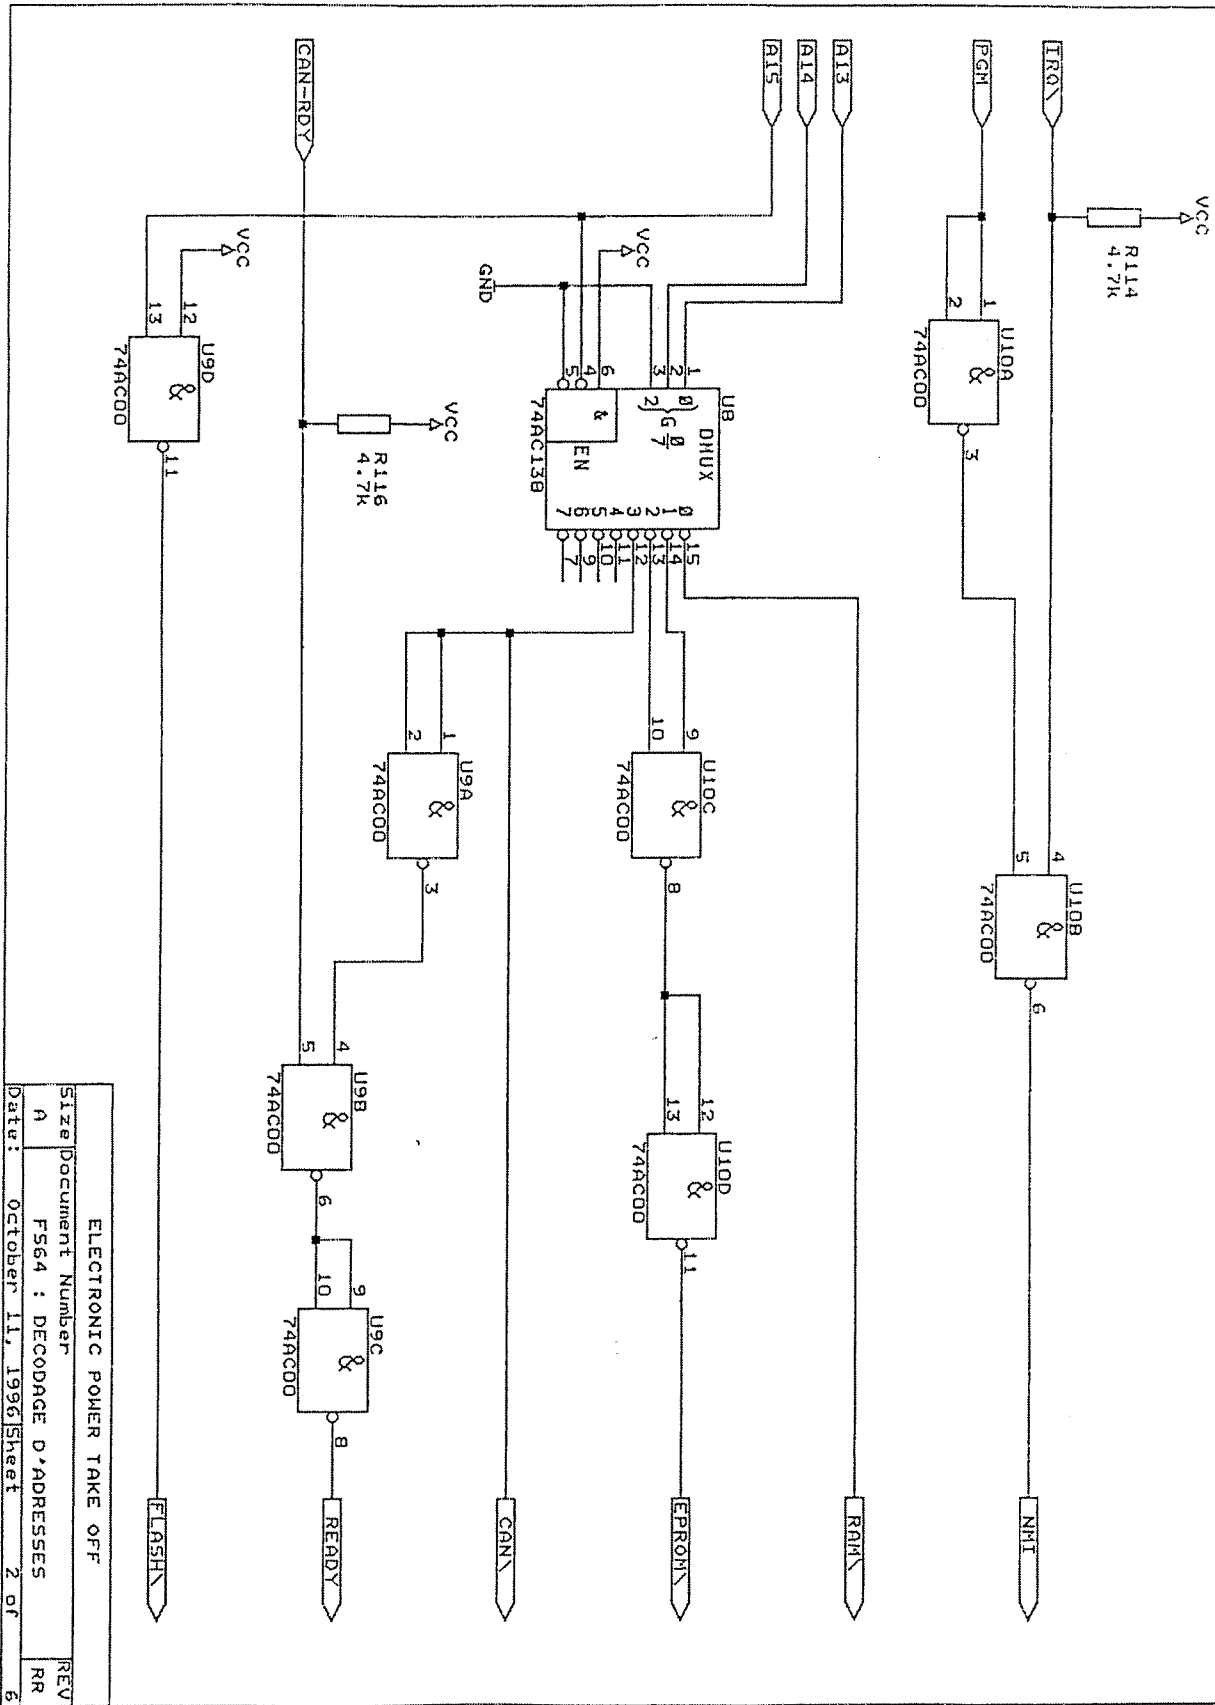 IRQ\
PGM
A13
A14
A15
CAN-RDY
VCC
R114
4.7K
1
2
U10A
&
74AC00
3
4
5
U10B
&
74AC00
6
NMI
VCC
GND
1
2
3
6
4
5
U8
DMUX
0
2
G
0
7
&
EN
74AC138
0
1
2
3
4
5
6
7
15
14
13
12
11
10
9
7
RAM\
9
10
U10C
&
74AC00
8
12
13
U10D
&
74AC00
11
EPROM\
CAN\
1
2
U9A
&
74AC00
3
VCC
R116
4.7K
4
5
U9B
&
74AC00
6
9
10
U9C
&
74AC00
8
READY
VCC
12
13
U9D
&
74AC00
11
FLASH\
ELECTRONIC POWER TAKE OFF
Size Document Number REV
A F564 : DECODAGE D'ADRESSES RR
Date: October 11, 1996 Sheet 2 of 6